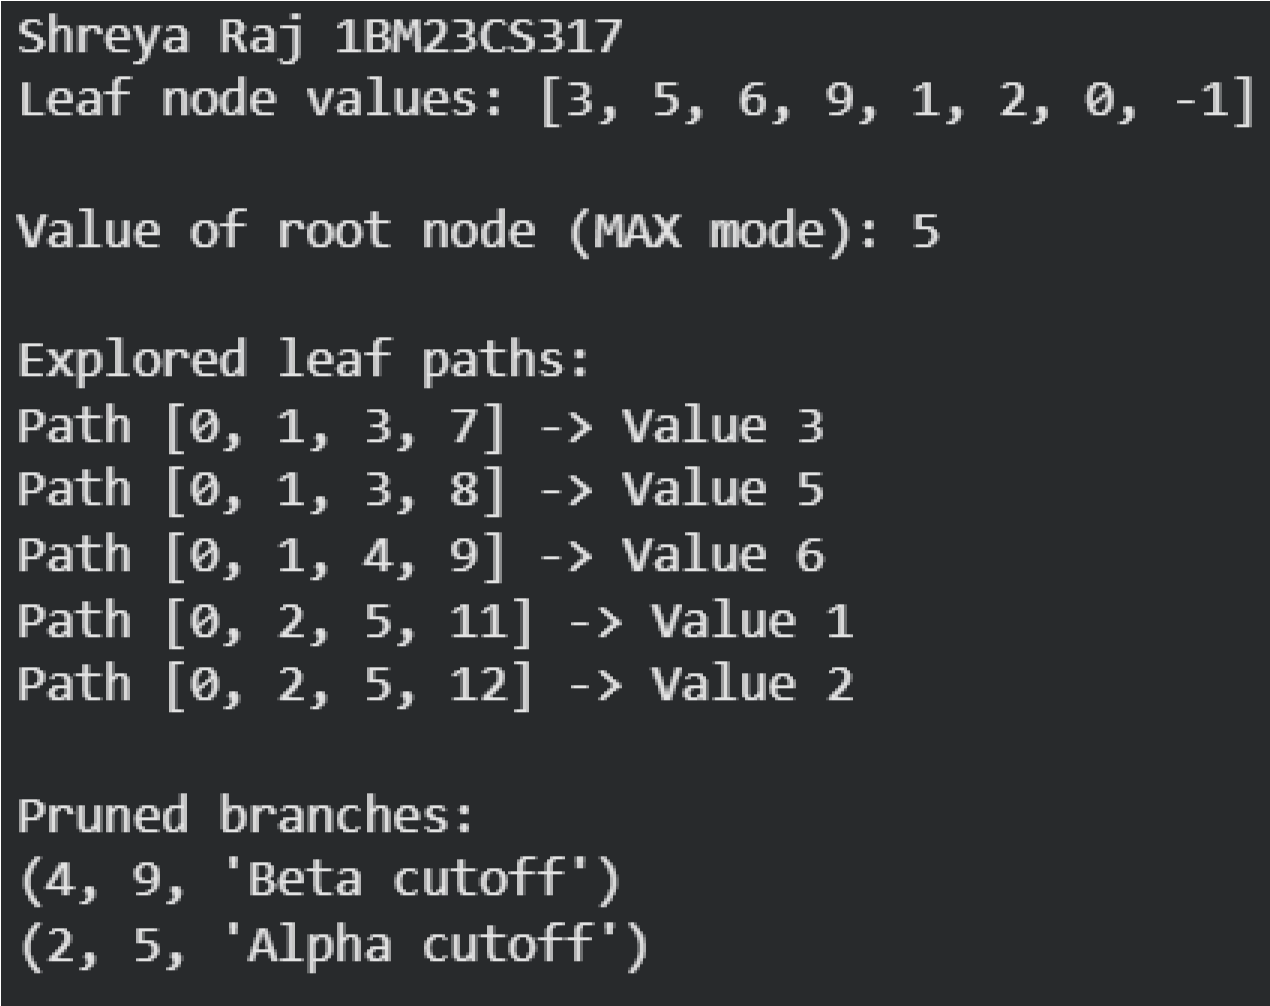 Shreya Raj 1BM23CS317
Leaf node values: [3, 5, 6, 9, 1, 2, 0, -1]
Value of root node (MAX mode): 5
Explored leaf paths:
Path [0, 1, 3, 7] -> Value 3
Path [0, 1, 3, 8] -> Value 5
Path [0, 1, 4, 9] -> Value 6
Path [0, 2, 5, 11] -> Value 1
Path [0, 2, 5, 12] -> Value 2
Pruned branches:
(4, 9, 'Beta cutoff')
(2, 5, 'Alpha cutoff')